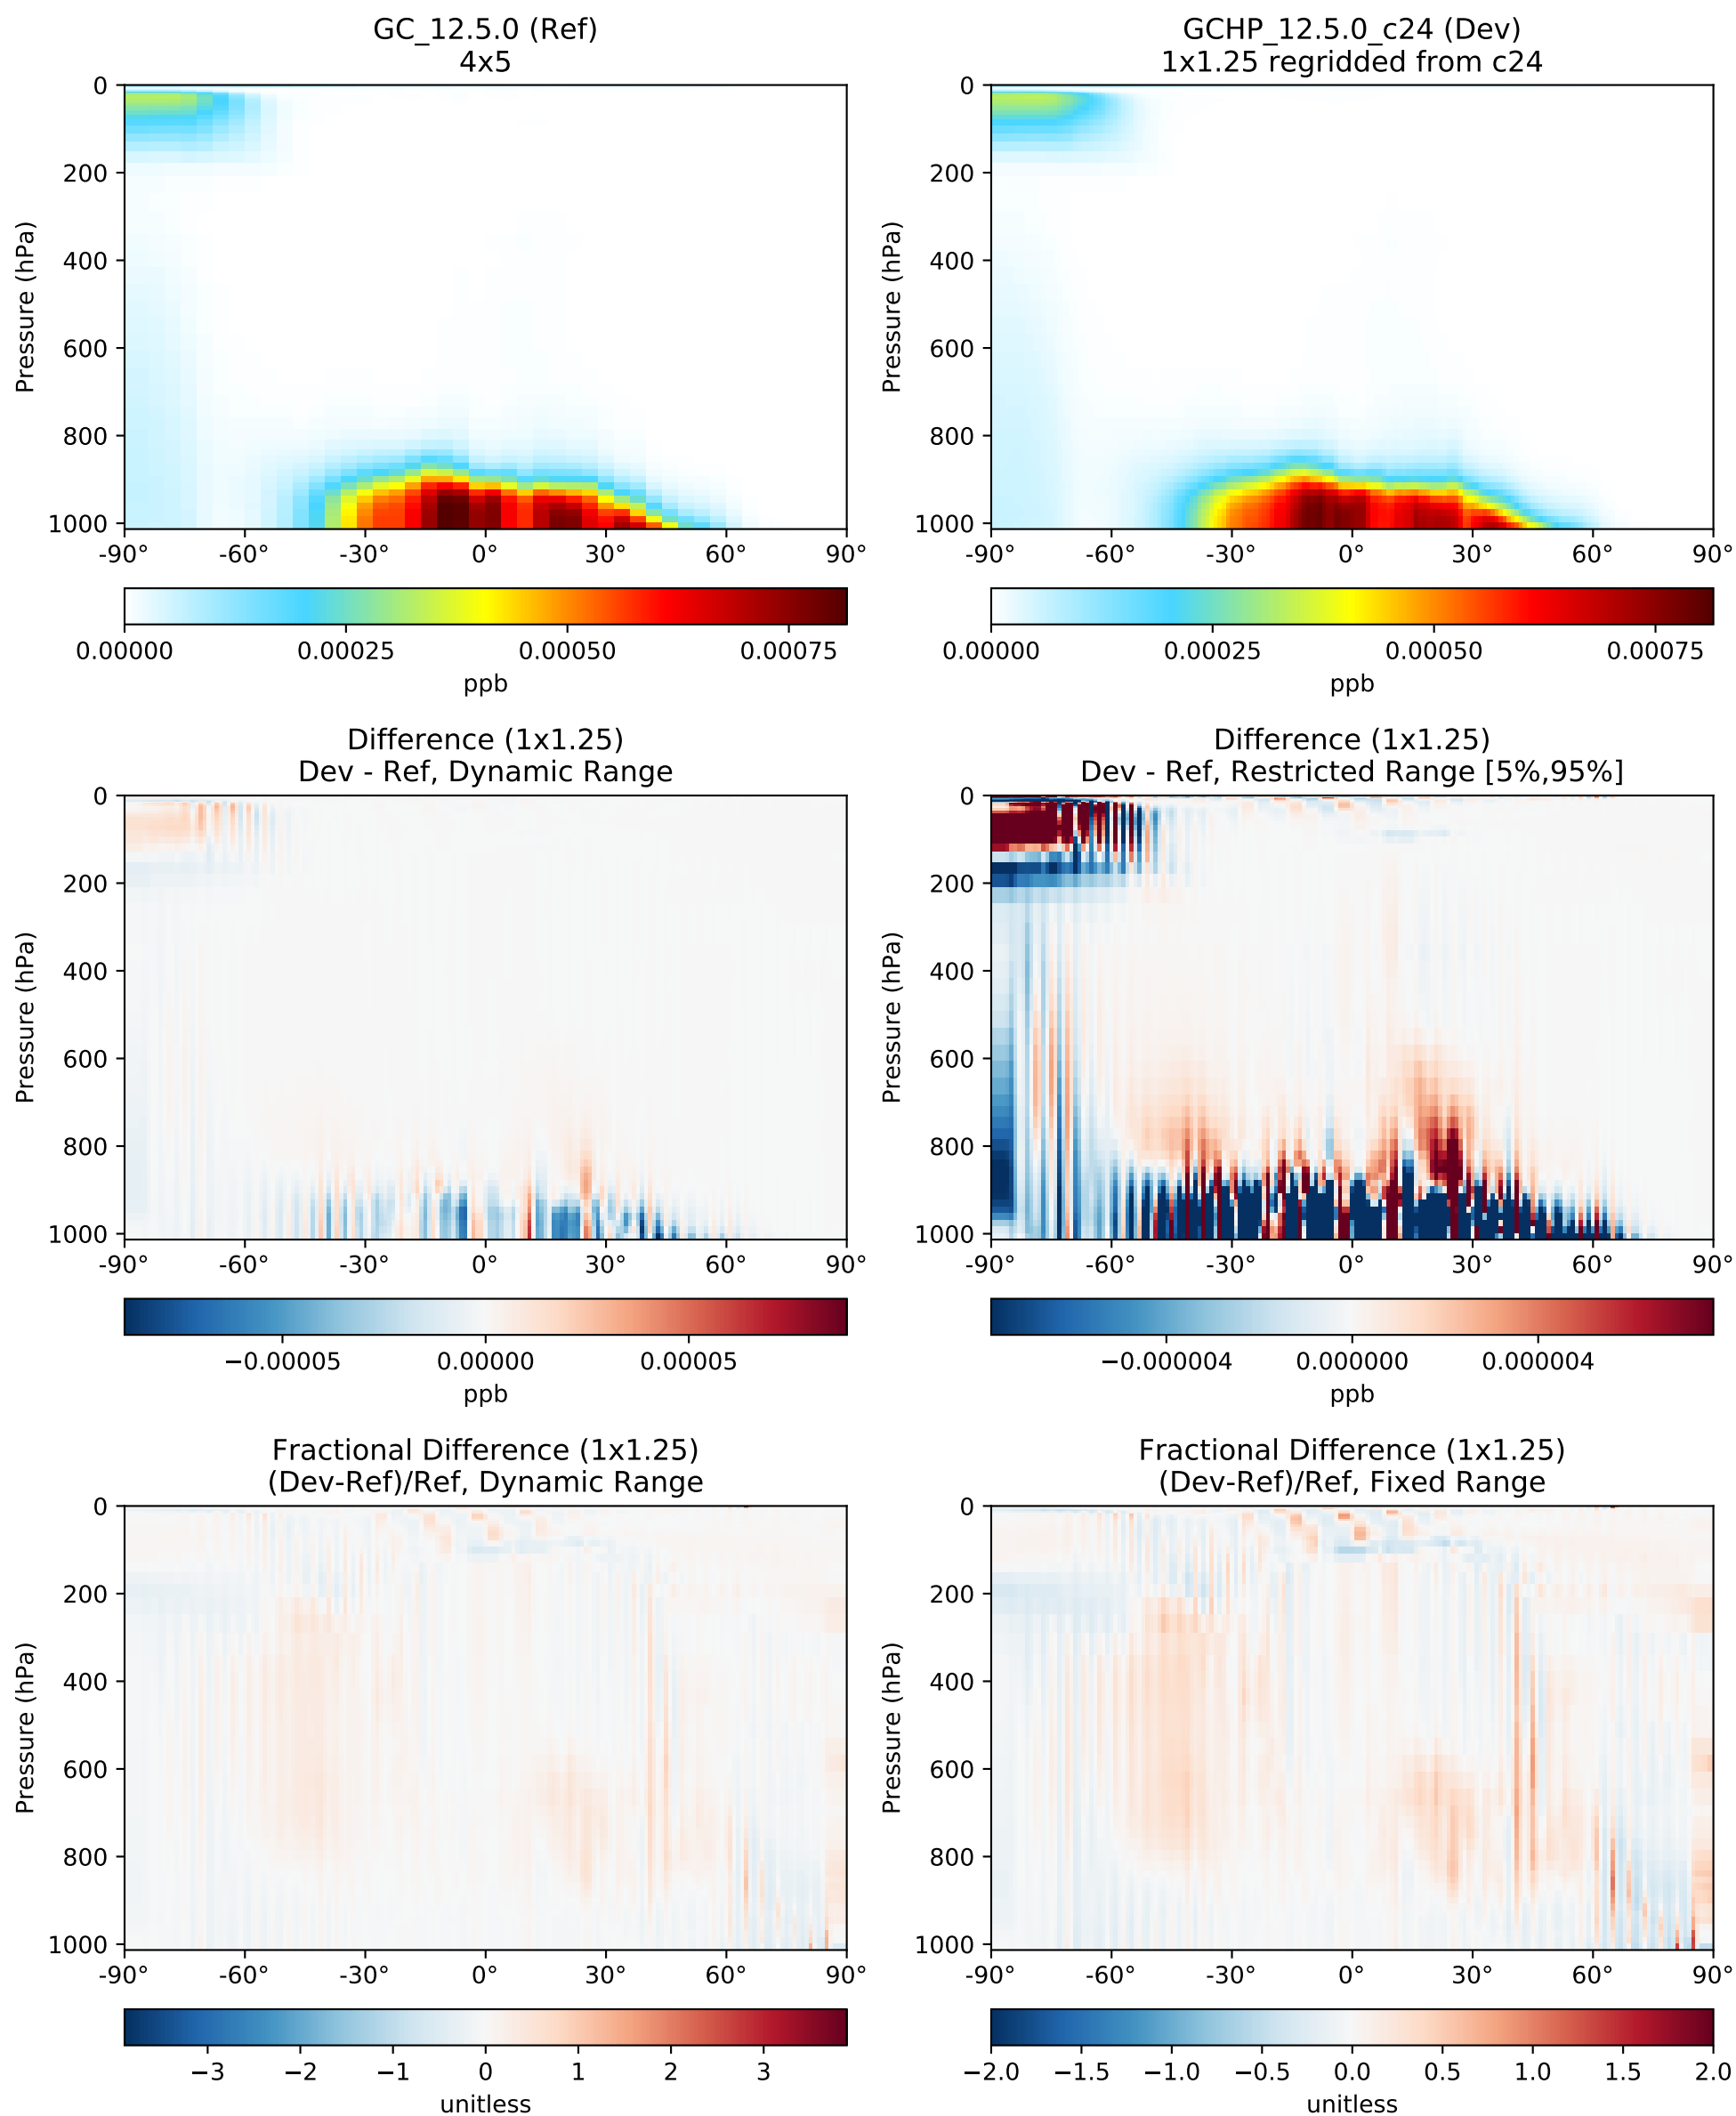 GC_12.5.0 (Ref)
4x5
GCHP_12.5.0_c24 (Dev)
1x1.25 regridded from c24
Pressure (hPa)
0
200
400
600
800
1000
-90° -60° -30° 0° 30° 60° 90°
0.00000 0.00025 0.00050 0.00075
ppb
Pressure (hPa)
0
200
400
600
800
1000
-90° -60° -30° 0° 30° 60° 90°
0.00000 0.00025 0.00050 0.00075
ppb
Difference (1x1.25)
Dev - Ref, Dynamic Range
Difference (1x1.25)
Dev - Ref, Restricted Range [5%,95%]
Pressure (hPa)
0
200
400
600
800
1000
-90° -60° -30° 0° 30° 60° 90°
−0.00005 0.00000 0.00005
ppb
Pressure (hPa)
0
200
400
600
800
1000
-90° -60° -30° 0° 30° 60° 90°
−0.000004 0.000000 0.000004
ppb
Fractional Difference (1x1.25)
(Dev-Ref)/Ref, Dynamic Range
Fractional Difference (1x1.25)
(Dev-Ref)/Ref, Fixed Range
Pressure (hPa)
0
200
400
600
800
1000
-90° -60° -30° 0° 30° 60° 90°
−3 −2 −1 0 1 2 3
unitless
Pressure (hPa)
0
200
400
600
800
1000
-90° -60° -30° 0° 30° 60° 90°
−2.0 −1.5 −1.0 −0.5 0.0 0.5 1.0 1.5 2.0
unitless